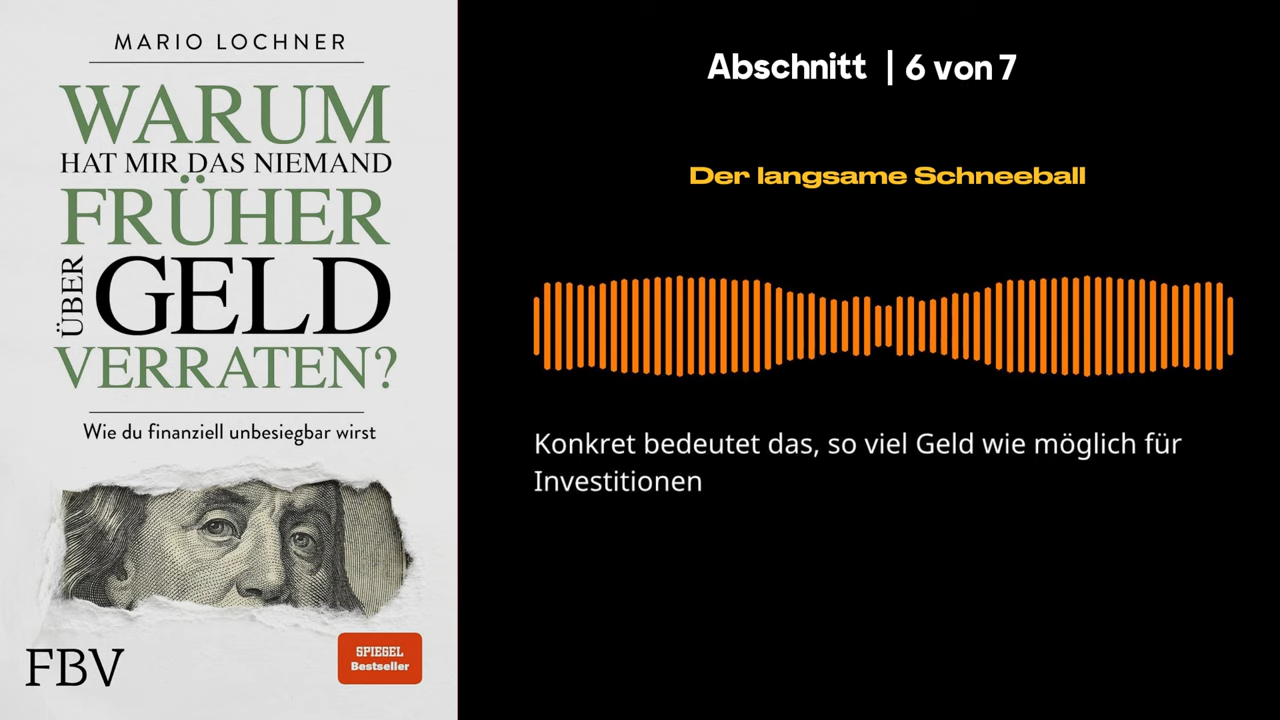 MARIO LOCHNER
WARUM
HAT MIR DAS NIEMAND
FRÜHER
ÜBER GELD
VERRATEN?
Wie du finanziell unbesiegbar wirst
FBV
SPIEGEL
Bestseller
Abschnitt | 6 von 7
Der langsame Schneeball
Konkret bedeutet das, so viel Geld wie möglich für
Investitionen